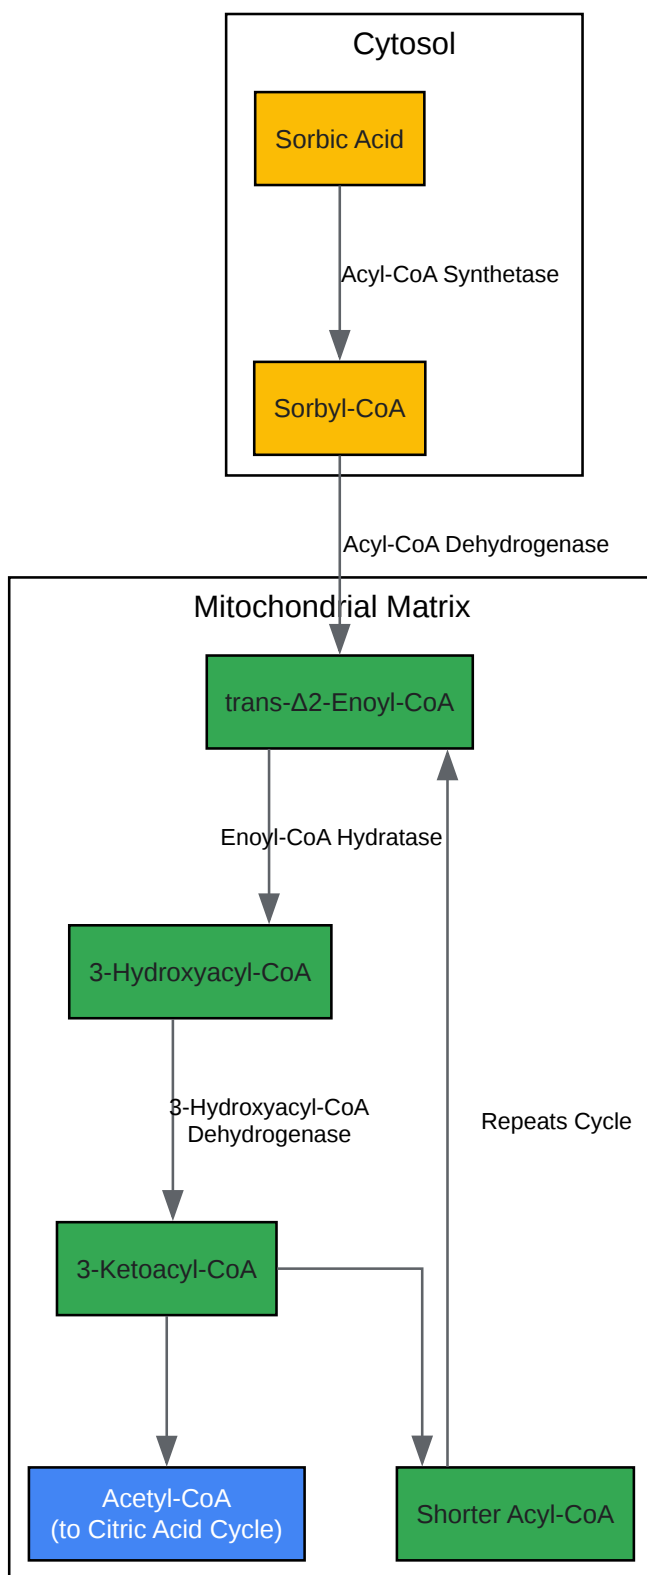 Cytosol
Sorbic Acid
Acyl-CoA Synthetase
Sorbyl-CoA
Acyl-CoA Dehydrogenase
Mitochondrial Matrix
trans-Δ2-Enoyl-CoA
Enoyl-CoA Hydratase
3-Hydroxyacyl-CoA
3-Hydroxyacyl-CoA
Dehydrogenase
Repeats Cycle
3-Ketoacyl-CoA
Acetyl-CoA
(to Citric Acid Cycle)
Shorter Acyl-CoA